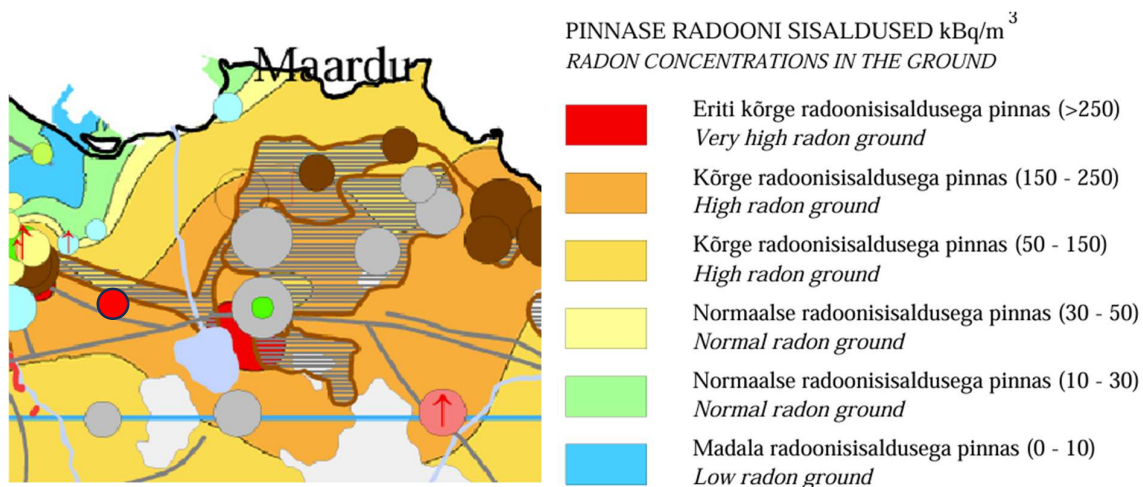 Maardu
PINNASE RADOONI SISALDUSED kBq/m³
RADON CONCENTRATIONS IN THE GROUND
Eriti kõrge radoonisisaldusega pinnas (>250)
Very high radon ground
Kõrge radoonisisaldusega pinnas (150 - 250)
High radon ground
Kõrge radoonisisaldusega pinnas (50 - 150)
High radon ground
Normaalse radoonisisaldusega pinnas (30 - 50)
Normal radon ground
Normaalse radoonisisaldusega pinnas (10 - 30)
Normal radon ground
Madala radoonisisaldusega pinnas (0 - 10)
Low radon ground